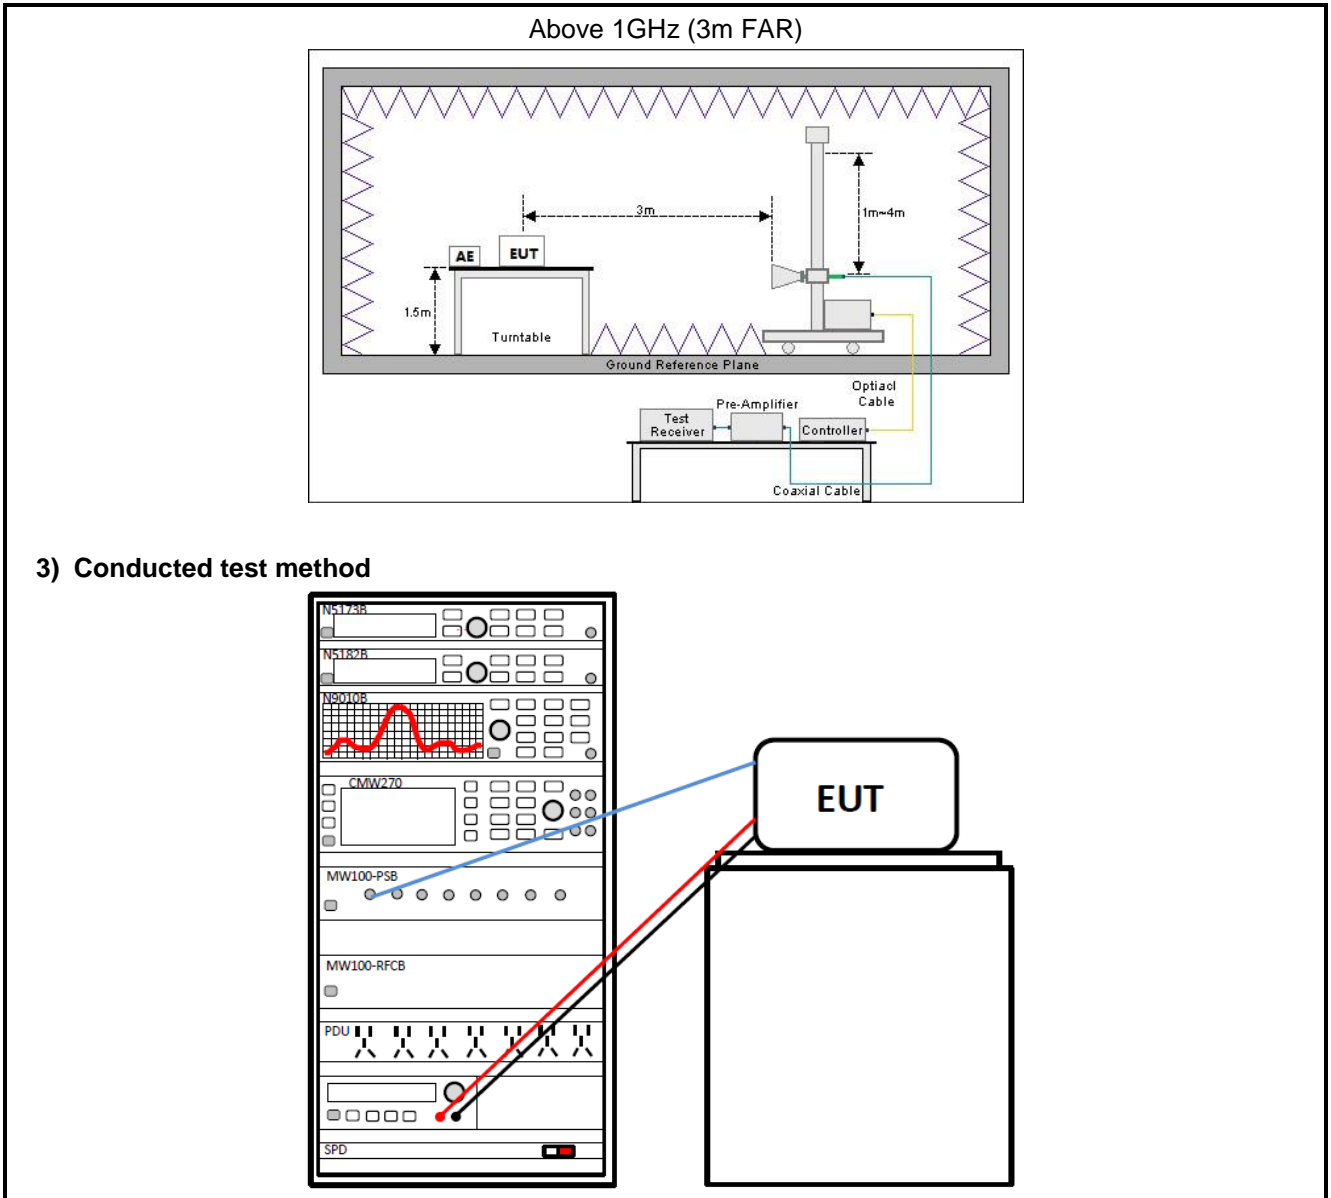 Above 1GHz (3m FAR)
3m
1m~4m
AE
EUT
1.5m
Turntable
Ground Reference Plane
Optiacl
Cable
Pre-Amplifier
Test
Receiver
Controller
Coaxial Cable
3) Conducted test method
N5173B
N5182B
N9010B
CMW270
EUT
MW100-PSB
MW100-RFCB
PDU
SPD